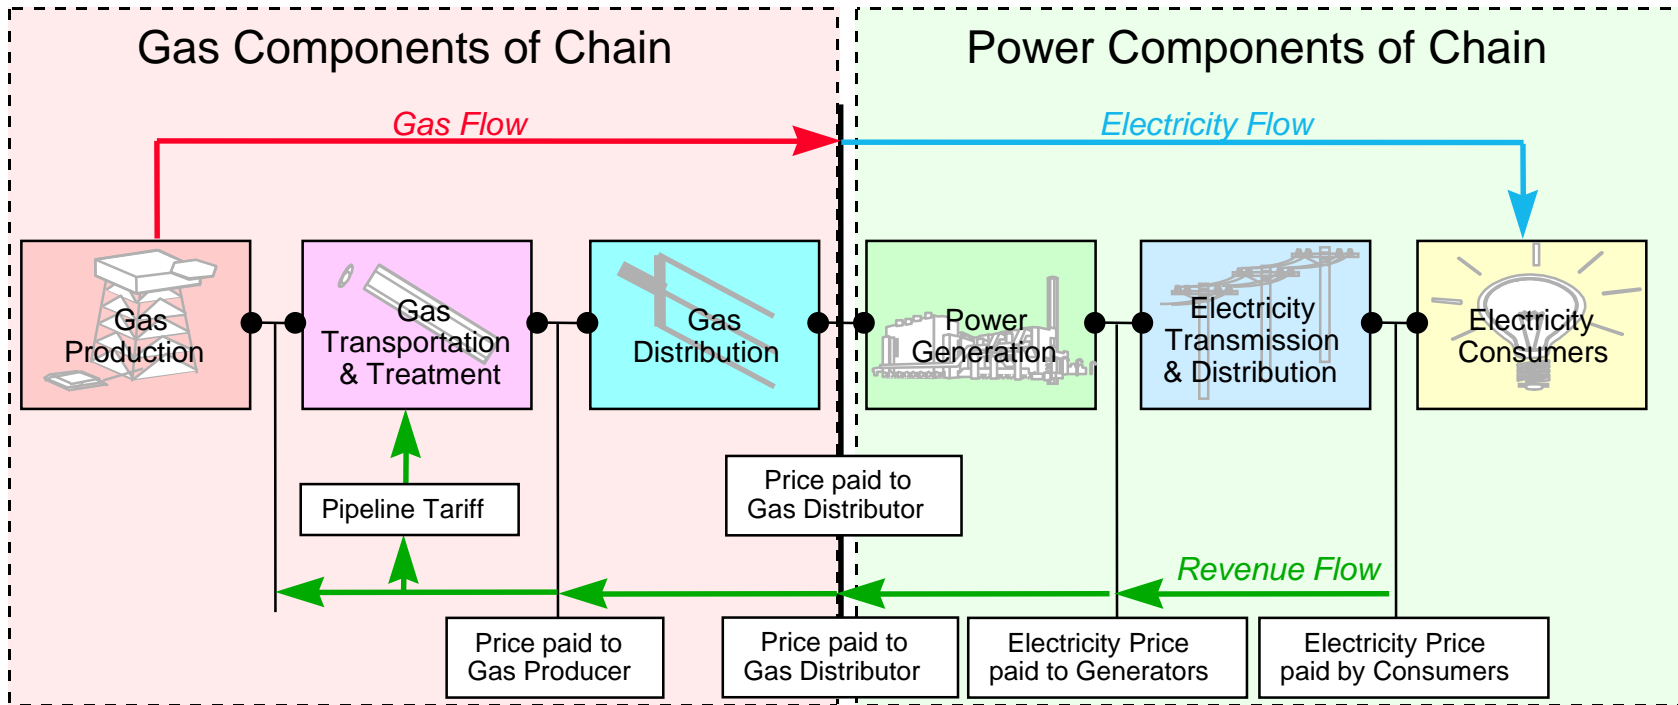 Gas Components of Chain
Power Components of Chain
Gas Flow
Electricity Flow
Gas
Production
Gas
Transportation
& Treatment
Gas
Distribution
Power
Generation
Electricity
Transmission
& Distribution
Electricity
Consumers
Pipeline Tariff
Price paid to
Gas Distributor
Revenue Flow
Price paid to
Gas Producer
Price paid to
Gas Distributor
Electricity Price
paid to Generators
Electricity Price
paid by Consumers